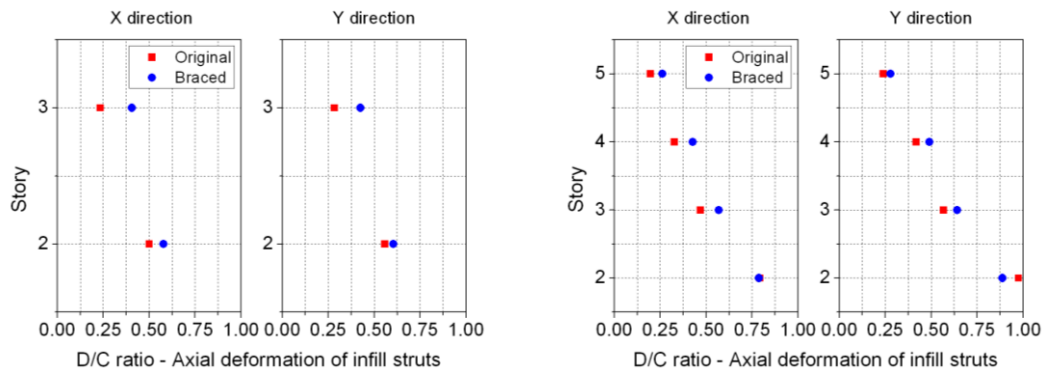 X direction
Y direction
Original
Braced
3
2
3
2
Story
0.00 0.25 0.50 0.75 1.00
0.00 0.25 0.50 0.75 1.00
D/C ratio - Axial deformation of infill struts
X direction
Y direction
Original
Braced
5
4
3
2
5
4
3
2
Story
0.00 0.25 0.50 0.75 1.00
0.00 0.25 0.50 0.75 1.00
D/C ratio - Axial deformation of infill struts